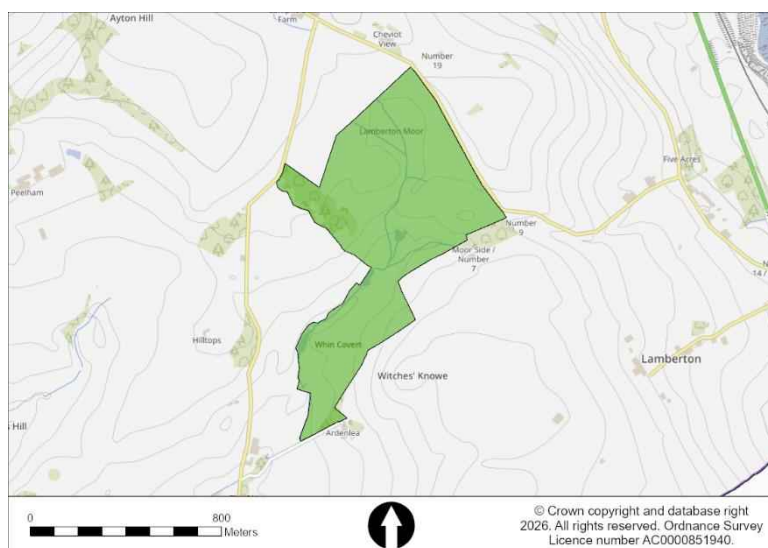 Ayton Hill
Farm
Cheviot
View
Number
19
Lamberton Moor
Peelham
Five Acres
Number
9
Moor Side /
Number
7
N
14 /
Hilltops
Whin Covert
Lamberton
Witches' Knowe
s Hill
Ardenlea
0
800
Meters
© Crown copyright and database right
2026. All rights reserved. Ordnance Survey
Licence number AC0000851940.